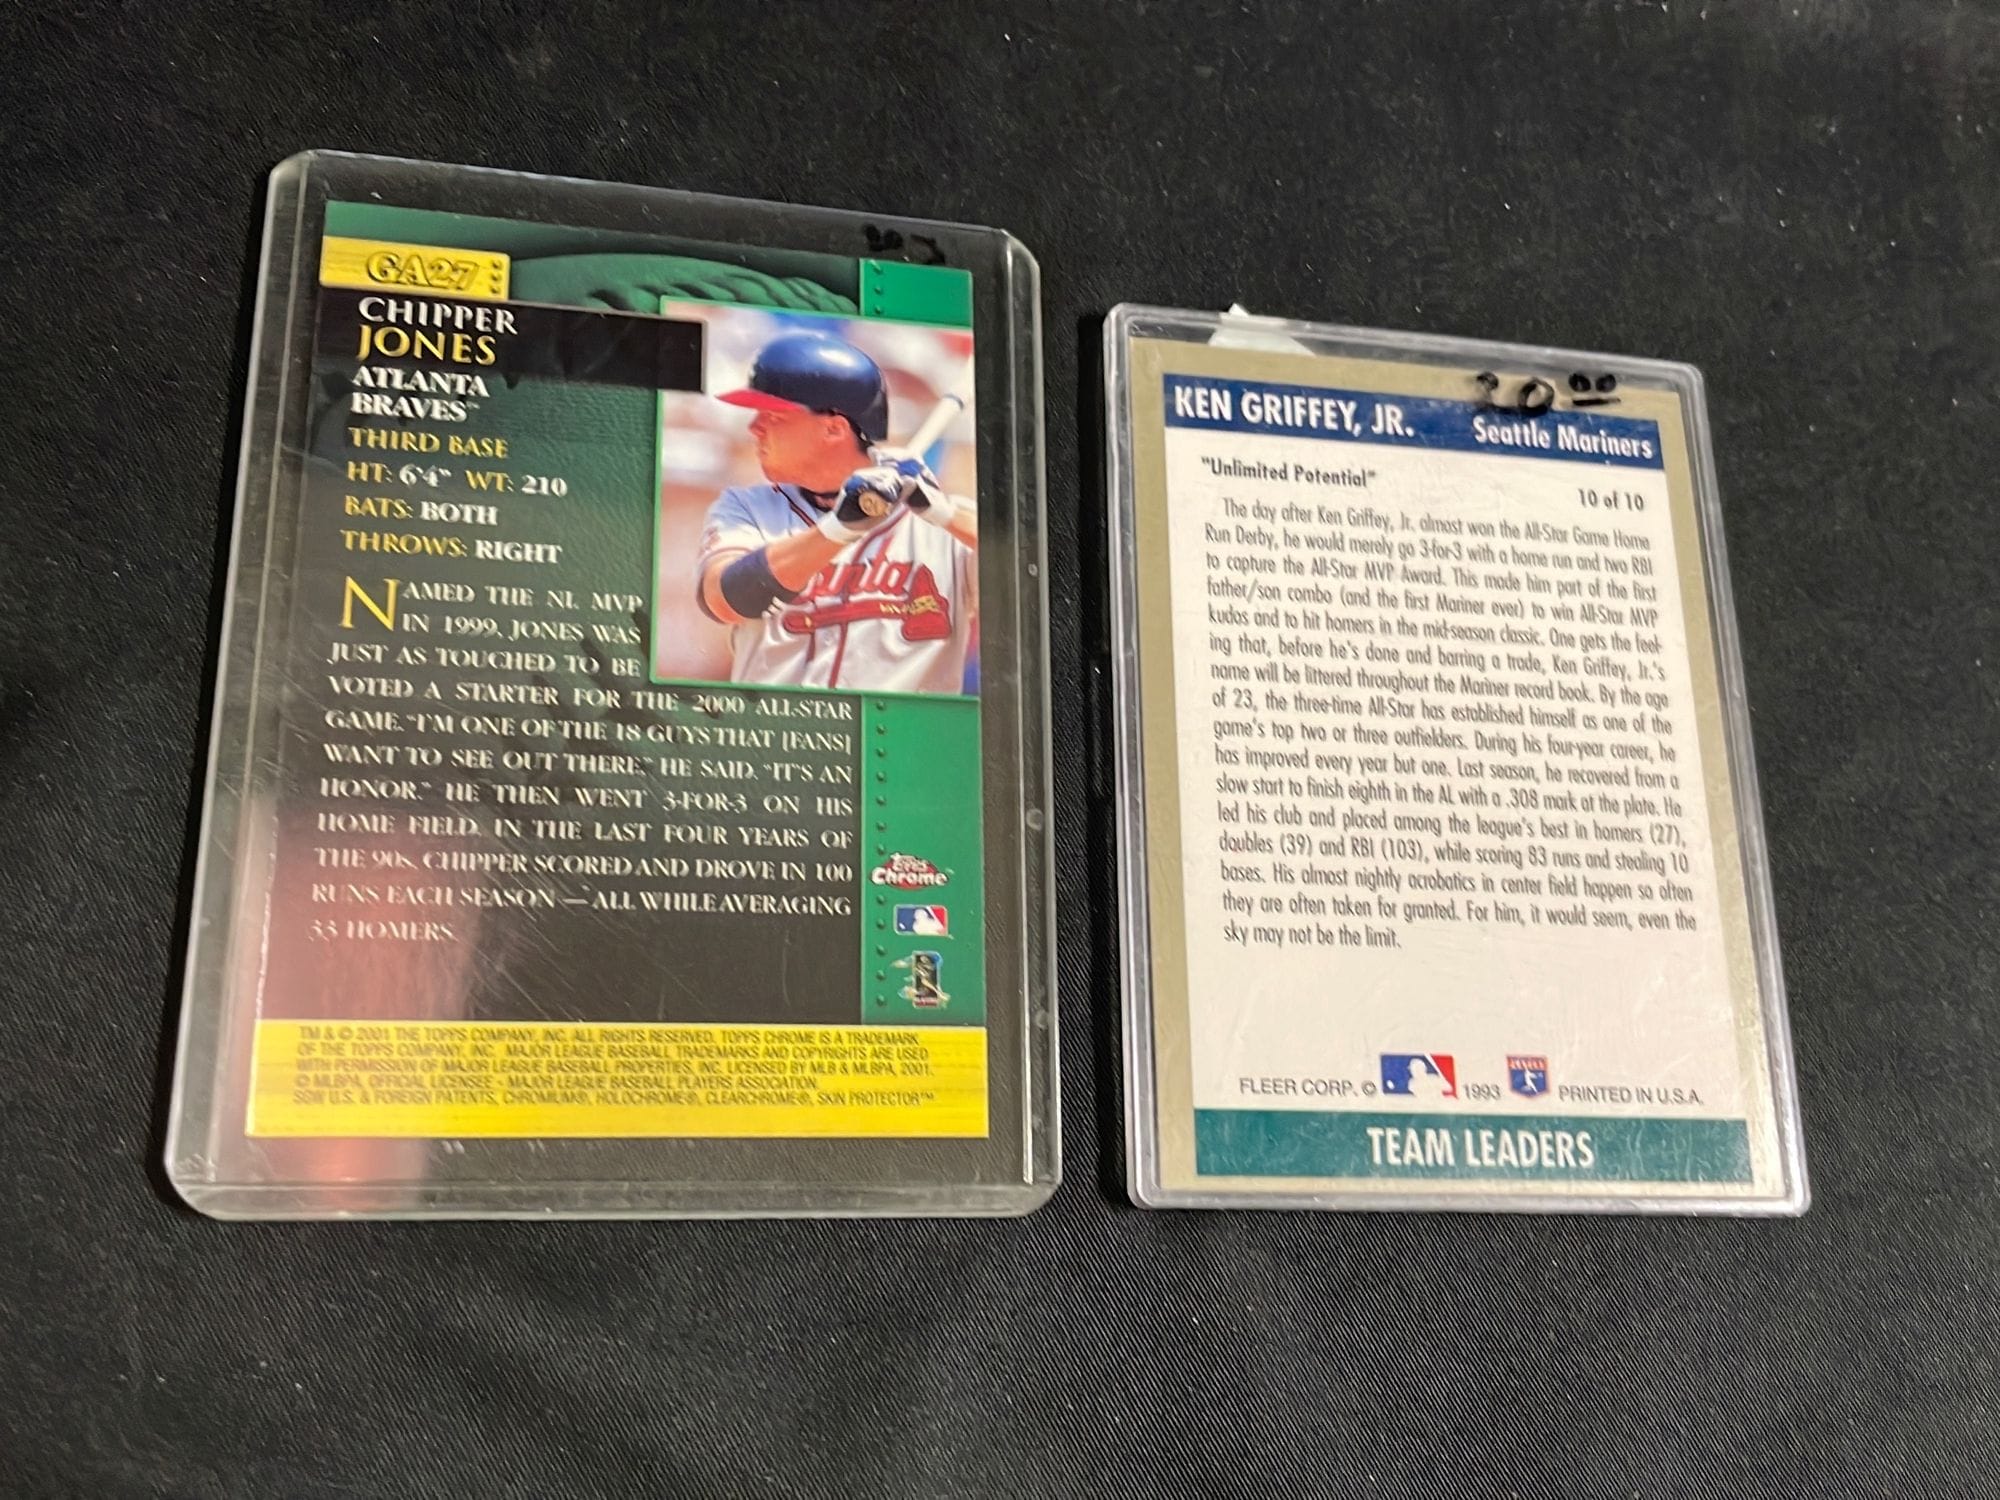 GA27
CHIPPER
JONES
ATLANTA
BRAVES™
THIRD BASE
HT: 6'4" WT: 210
BATS: BOTH
THROWS: RIGHT
NAMED THE NL MVP
IN 1999, JONES WAS
JUST AS TOUCHED TO BE
VOTED A STARTER FOR THE 2000 ALL-STAR
GAME. "I'M ONE OF THE 18 GUYS THAT [FANS]
WANT TO SEE OUT THERE," HE SAID. "IT'S AN
HONOR." HE THEN WENT 3-FOR-3 ON HIS
HOME FIELD. IN THE LAST FOUR YEARS OF
THE 90s, CHIPPER SCORED AND DROVE IN 100
RUNS EACH SEASON — ALL WHILE AVERAGING
33 HOMERS.
Atlanta
Topps
Chrome™
TM & © 2001 THE TOPPS COMPANY, INC. ALL RIGHTS RESERVED. TOPPS CHROME IS A TRADEMARK
OF THE TOPPS COMPANY, INC. MAJOR LEAGUE BASEBALL TRADEMARKS AND COPYRIGHTS ARE USED
WITH PERMISSION OF MAJOR LEAGUE BASEBALL PROPERTIES, INC. LICENSED BY MLB & MLBPA, 2001.
© MLBPA, OFFICIAL LICENSEE - MAJOR LEAGUE BASEBALL PLAYERS ASSOCIATION.
SGW U.S. & FOREIGN PATENTS, CHROMIUM®, HOLOCHROME®, CLEARCHROME®, SKIN PROTECTOR™
20.00
KEN GRIFFEY, JR.
Seattle Mariners
"Unlimited Potential"
10 of 10
The day after Ken Griffey, Jr. almost won the All-Star Game Home
Run Derby, he would merely go 3-for-3 with a home run and two RBI
to capture the All-Star MVP Award. This made him part of the first
father/son combo (and the first Mariner ever) to win All-Star MVP
kudos and to hit homers in the mid-season classic. One gets the feel-
ing that, before he's done and barring a trade, Ken Griffey, Jr.'s
name will be littered throughout the Mariner record book. By the age
of 23, the three-time All-Star has established himself as one of the
game's top two or three outfielders. During his four-year career, he
has improved every year but one. Last season, he recovered from a
slow start to finish eighth in the AL with a .308 mark at the plate. He
led his club and placed among the league's best in homers (27),
doubles (39) and RBI (103), while scoring 83 runs and stealing 10
bases. His almost nightly acrobatics in center field happen so often
they are often taken for granted. For him, it would seem, even the
sky may not be the limit.
FLEER CORP. © 1993 PRINTED IN U.S.A.
TEAM LEADERS